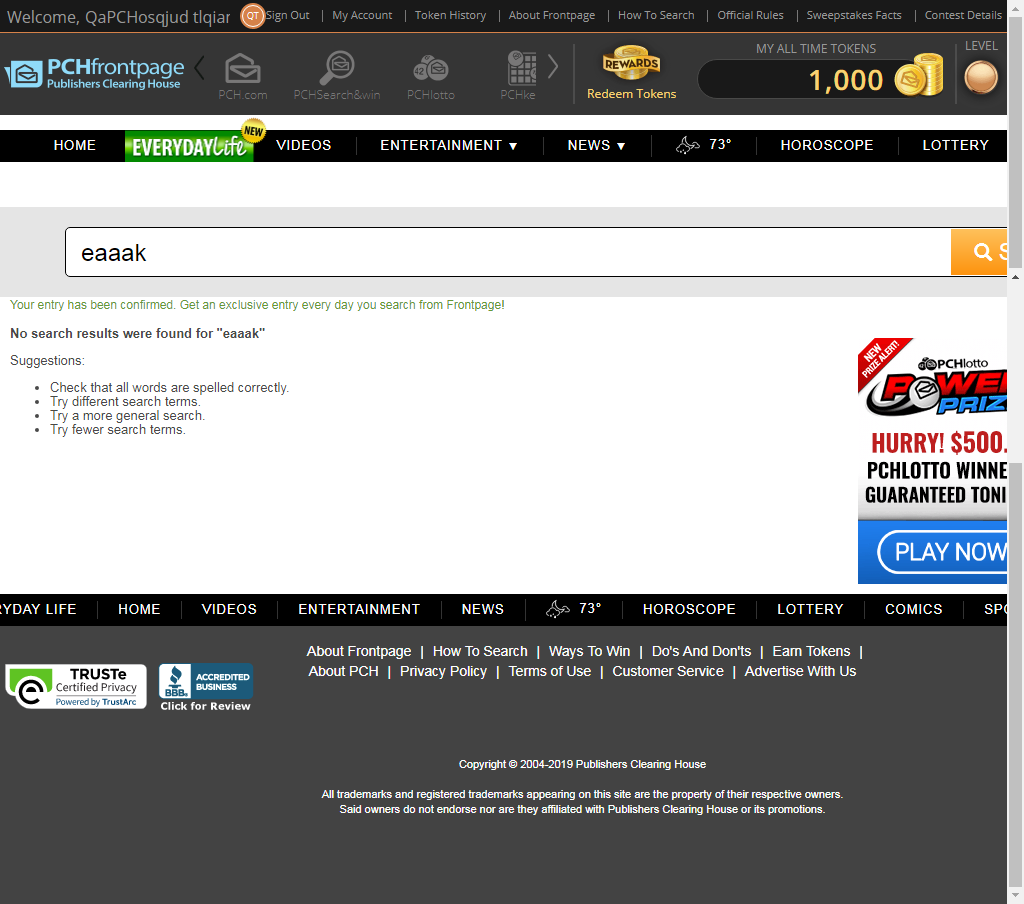 Welcome, QaPCHosqjud tlqian QT Sign Out | My Account | Token History | About Frontpage | How To Search | Official Rules | Sweepstakes Facts | Contest Details
PCHfrontpage
Publishers Clearing House
PCH.com PCHSearch&win PCHlotto PCHke
REWARDS
Redeem Tokens
MY ALL TIME TOKENS
1,000
LEVEL
HOME EVERYDAY Life NEW VIDEOS ENTERTAINMENT ▼ NEWS ▼ 73° HOROSCOPE LOTTERY
eaaak S
Your entry has been confirmed. Get an exclusive entry every day you search from Frontpage!
No search results were found for "eaaak"
Suggestions:
• Check that all words are spelled correctly.
• Try different search terms.
• Try a more general search.
• Try fewer search terms.
NEW
PRIZE ALERT!
PCHlotto
POWER
PRIZ
HURRY! $500.
PCHLOTTO WINNE
GUARANTEED TONI
PLAY NOW
RYDAY LIFE HOME VIDEOS ENTERTAINMENT NEWS 73° HOROSCOPE LOTTERY COMICS SPO
TRUSTe
Certified Privacy
Powered by TrustArc
BBB.
ACCREDITED
BUSINESS
Click for Review
About Frontpage | How To Search | Ways To Win | Do's And Don'ts | Earn Tokens |
About PCH | Privacy Policy | Terms of Use | Customer Service | Advertise With Us
Copyright © 2004-2019 Publishers Clearing House
All trademarks and registered trademarks appearing on this site are the property of their respective owners.
Said owners do not endorse nor are they affiliated with Publishers Clearing House or its promotions.